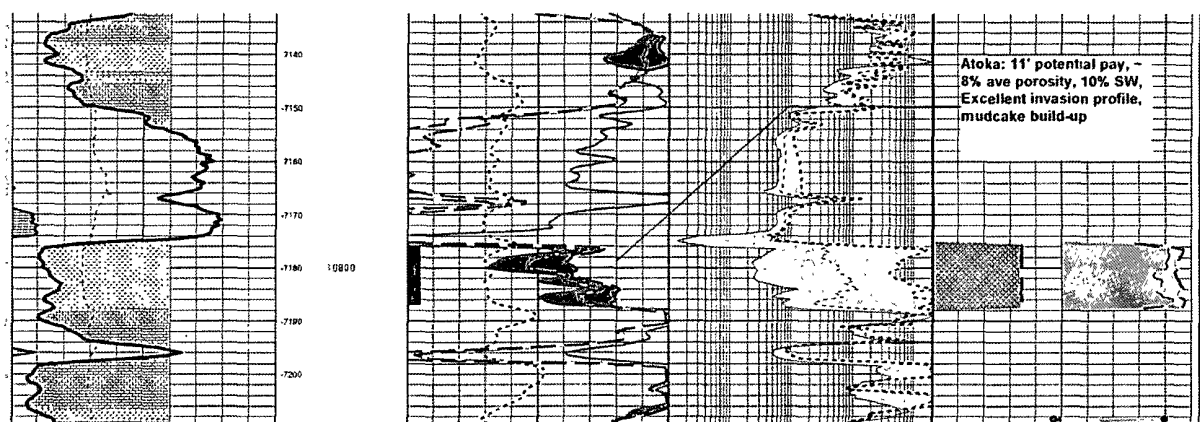 -7140
Atoka: 11' potential pay, ~
8% ave porosity, 10% SW,
Excellent invasion profile,
mudcake build-up
-7150
-7160
-7170
-7180 10800
-7190
-7200